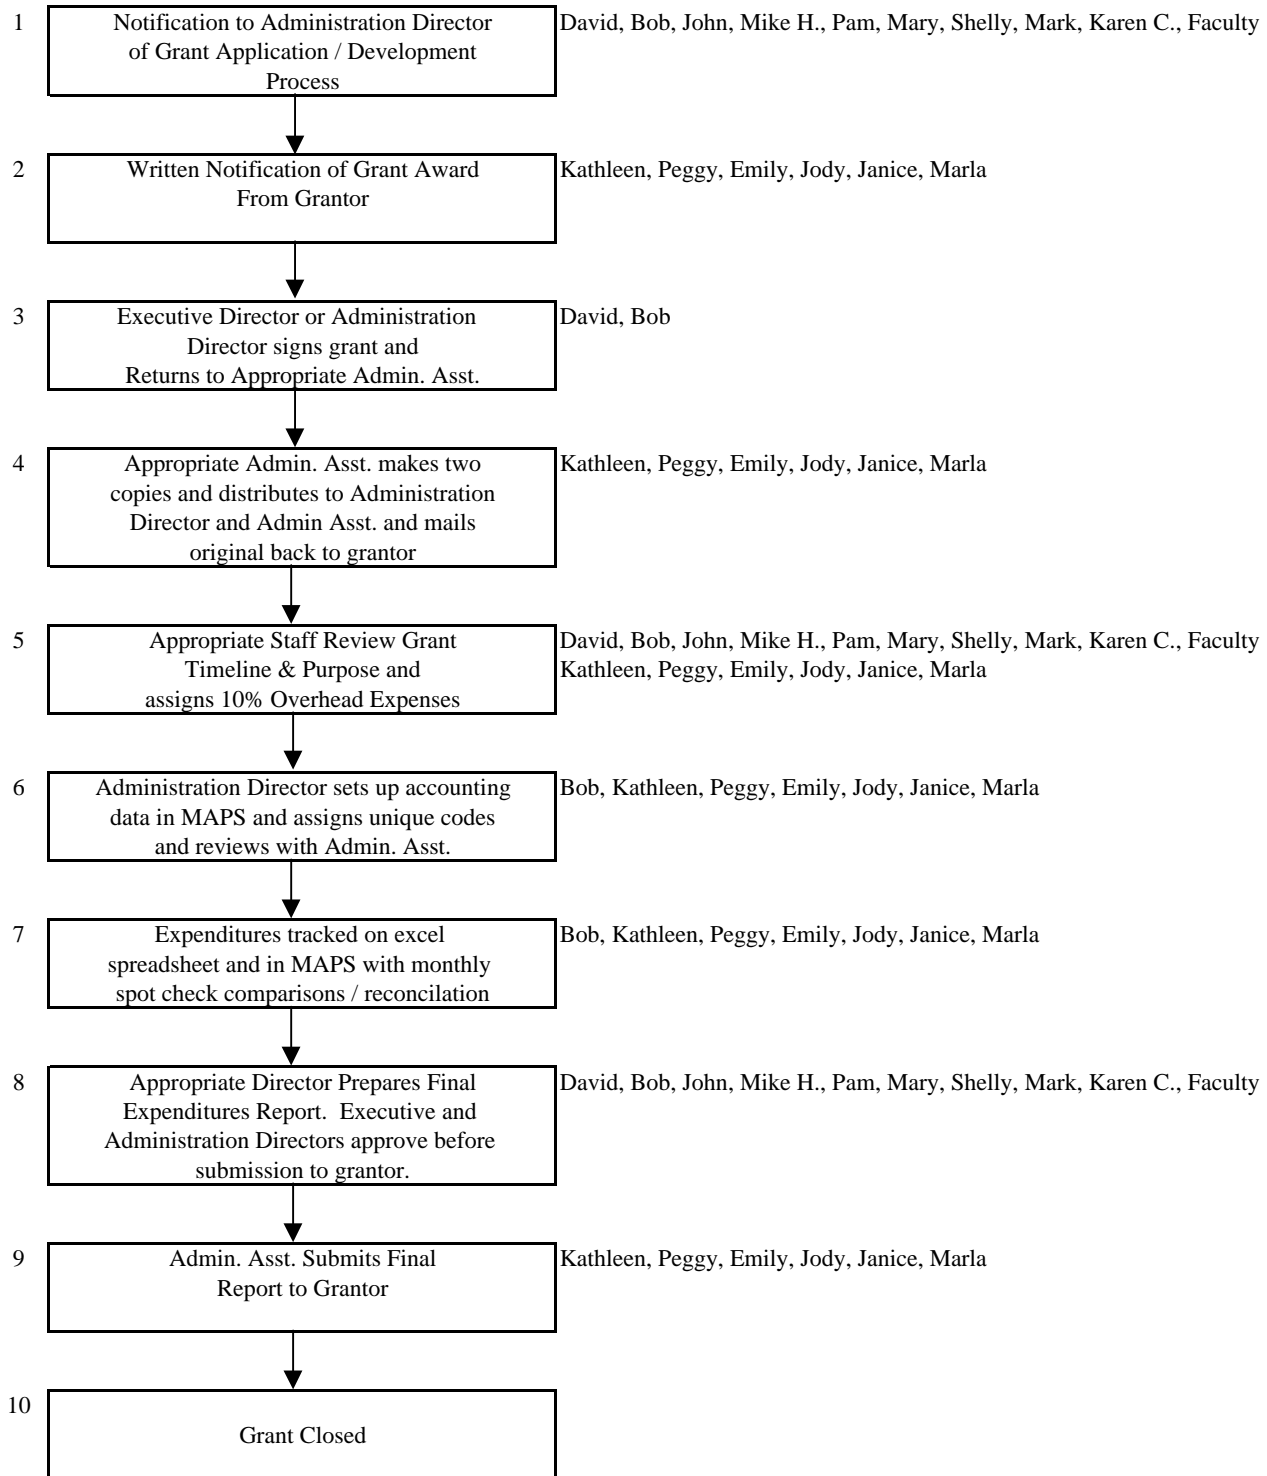 1
Notification to Administration Director
of Grant Application / Development
Process
David, Bob, John, Mike H., Pam, Mary, Shelly, Mark, Karen C., Faculty
2
Written Notification of Grant Award
From Grantor
Kathleen, Peggy, Emily, Jody, Janice, Marla
3
Executive Director or Administration
Director signs grant and
Returns to Appropriate Admin. Asst.
David, Bob
4
Appropriate Admin. Asst. makes two
copies and distributes to Administration
Director and Admin Asst. and mails
original back to grantor
Kathleen, Peggy, Emily, Jody, Janice, Marla
5
Appropriate Staff Review Grant
Timeline & Purpose and
assigns 10% Overhead Expenses
David, Bob, John, Mike H., Pam, Mary, Shelly, Mark, Karen C., Faculty
Kathleen, Peggy, Emily, Jody, Janice, Marla
6
Administration Director sets up accounting
data in MAPS and assigns unique codes
and reviews with Admin. Asst.
Bob, Kathleen, Peggy, Emily, Jody, Janice, Marla
7
Expenditures tracked on excel
spreadsheet and in MAPS with monthly
spot check comparisons / reconcilation
Bob, Kathleen, Peggy, Emily, Jody, Janice, Marla
8
Appropriate Director Prepares Final
Expenditures Report.  Executive and
Administration Directors approve before
submission to grantor.
David, Bob, John, Mike H., Pam, Mary, Shelly, Mark, Karen C., Faculty
9
Admin. Asst. Submits Final
Report to Grantor
Kathleen, Peggy, Emily, Jody, Janice, Marla
10
Grant Closed